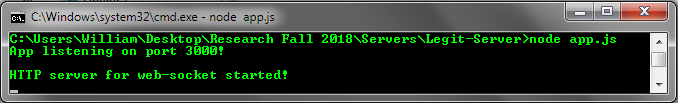 C:\Windows\system32\cmd.exe - node  app.js
C:\Users\William\Desktop\Research Fall 2018\Servers\Legit-Server>node app.js
App listening on port 3000!
HTTP server for web-socket started!